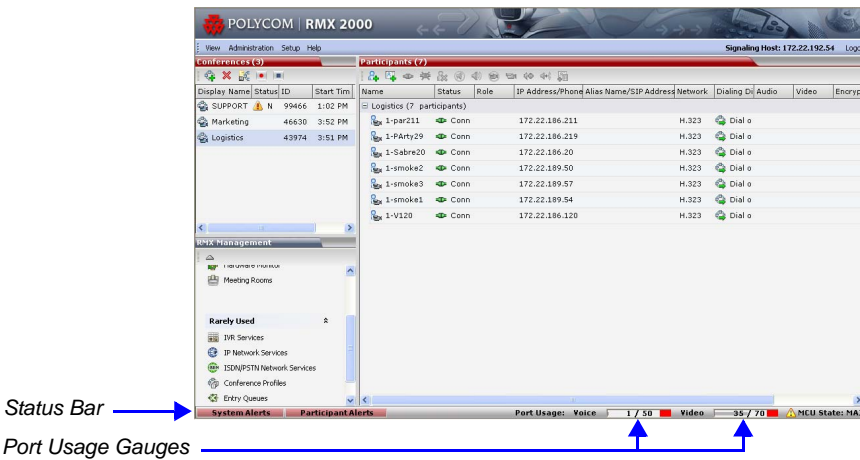 POLYCOM | RMX 2000
View Administration Setup Help Signaling Host: 172.22.192.54 Logo
Conferences (3)
Participants (7)
Display Name Status ID Start Tim
SUPPORT N 99466 1:02 PM
Marketing 46630 3:52 PM
Logistics 43974 3:51 PM
Name Status Role IP Address/Phone Alias Name/SIP Address Network Dialing Di Audio Video Encryp
Logistics (7 participants)
1-par211 Conn 172.22.186.211 H.323 Dial o
1-PArty29 Conn 172.22.186.219 H.323 Dial o
1-Sabre20 Conn 172.22.186.20 H.323 Dial o
1-smoke2 Conn 172.22.189.50 H.323 Dial o
1-smoke3 Conn 172.22.189.57 H.323 Dial o
1-smoke1 Conn 172.22.189.54 H.323 Dial o
1-V120 Conn 172.22.186.120 H.323 Dial o
RMX Management
Hardware Monitor
Meeting Rooms
Rarely Used
IVR Services
IP Network Services
ISDN/PSTN Network Services
Conference Profiles
Entry Queues
Status Bar
System Alerts Participant Alerts Port Usage: Voice 1 / 50 Video 35 / 70 MCU State: MA
Port Usage Gauges